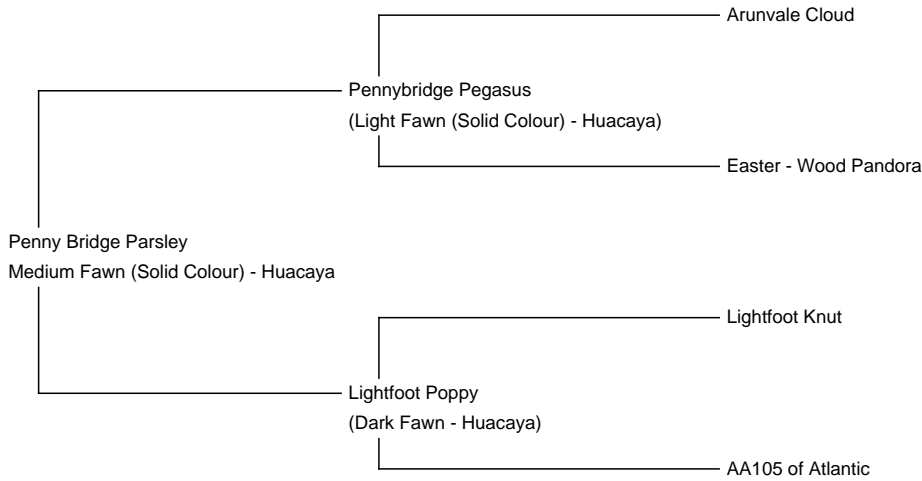 Arunvale Cloud
Pennybridge Pegasus
(Light Fawn (Solid Colour) - Huacaya)
Easter - Wood Pandora
Penny Bridge Parsley
Medium Fawn (Solid Colour) - Huacaya
Lightfoot Knut
Lightfoot Poppy
(Dark Fawn - Huacaya)
AA105 of Atlantic